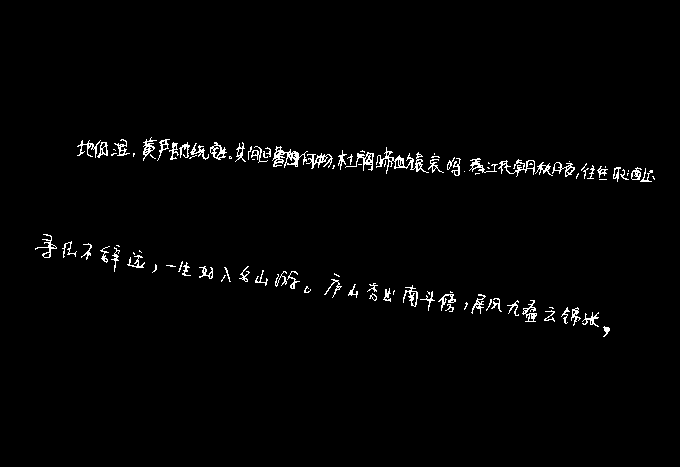 地低湿,黄芦苦竹绕宅生。其间旦暮闻何物,杜鹃啼血猿哀鸣.春江花朝秋月夜,往往取酒还
寻仙不辞远,一生好入名山游。庐山秀出南斗傍,屏风九叠云锦张,